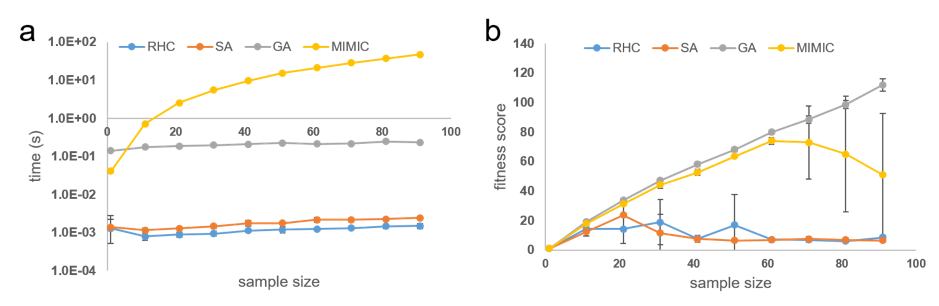 a
RHC SA GA MIMIC
1.0E+02
1.0E+01
1.0E+00
1.0E-01
1.0E-02
1.0E-03
1.0E-04
0 20 40 60 80 100
time (s)
sample size
b
RHC SA GA MIMIC
140
120
100
80
60
40
20
0
0 20 40 60 80 100
fitness score
sample size